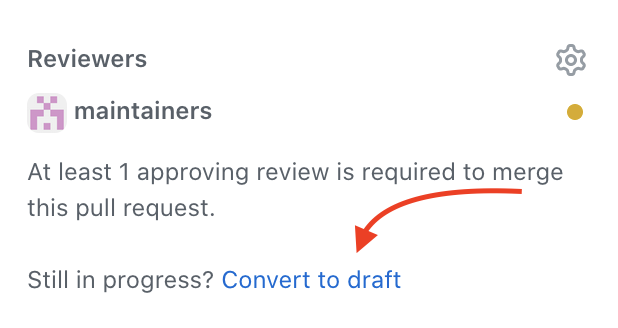 Reviewers
maintainers
At least 1 approving review is required to merge
this pull request.
Still in progress? Convert to draft